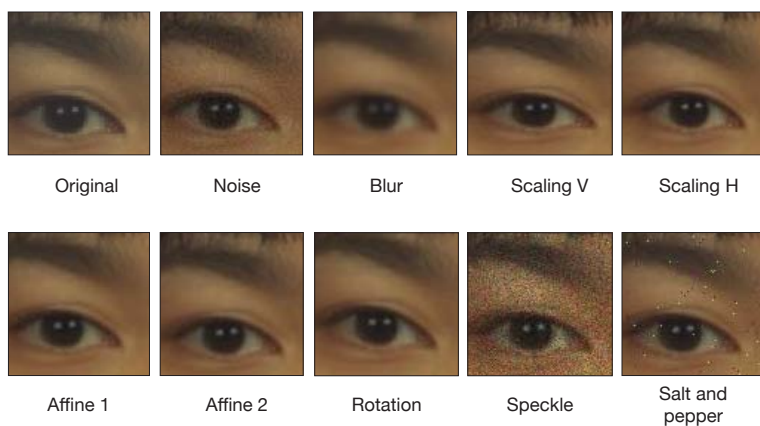 Original
Noise
Blur
Scaling V
Scaling H
Affine 1
Affine 2
Rotation
Speckle
Salt and
pepper